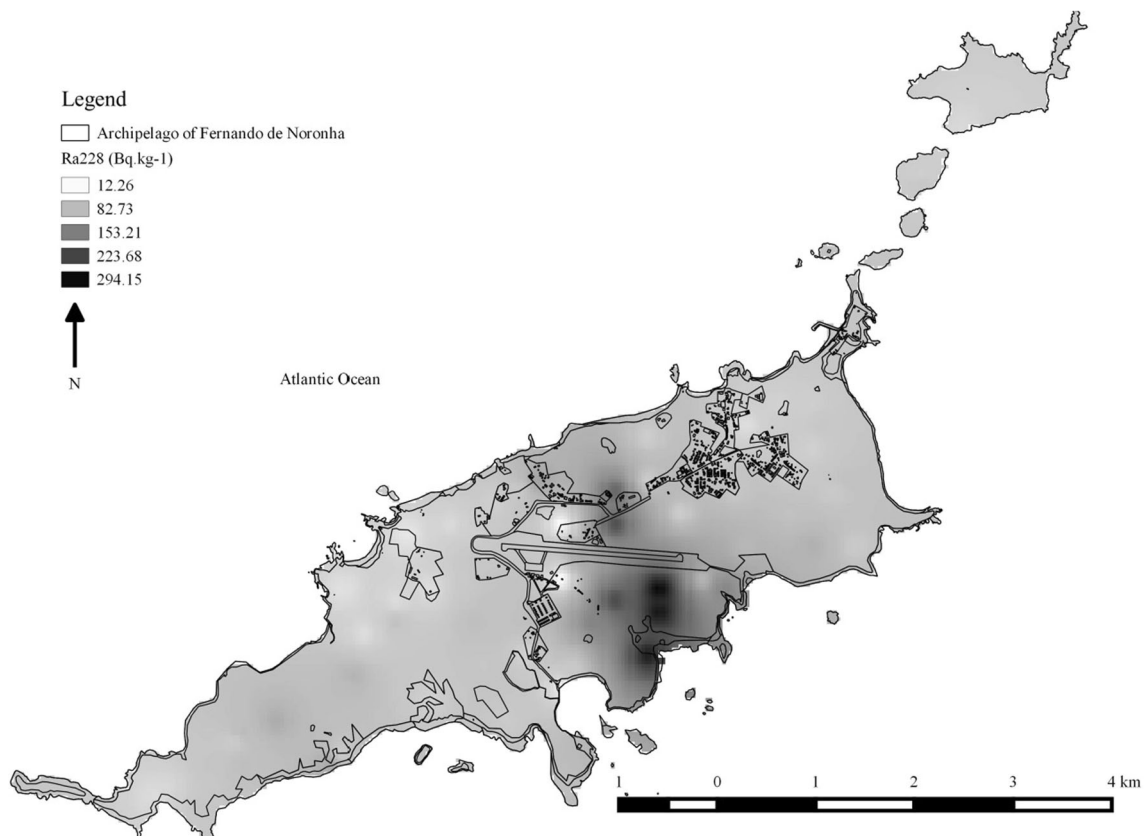 Legend
Archipelago of Fernando de Noronha
Ra228 (Bq.kg-1)
12.26
82.73
153.21
223.68
294.15
N
Atlantic Ocean
1 0 1 2 3 4 km